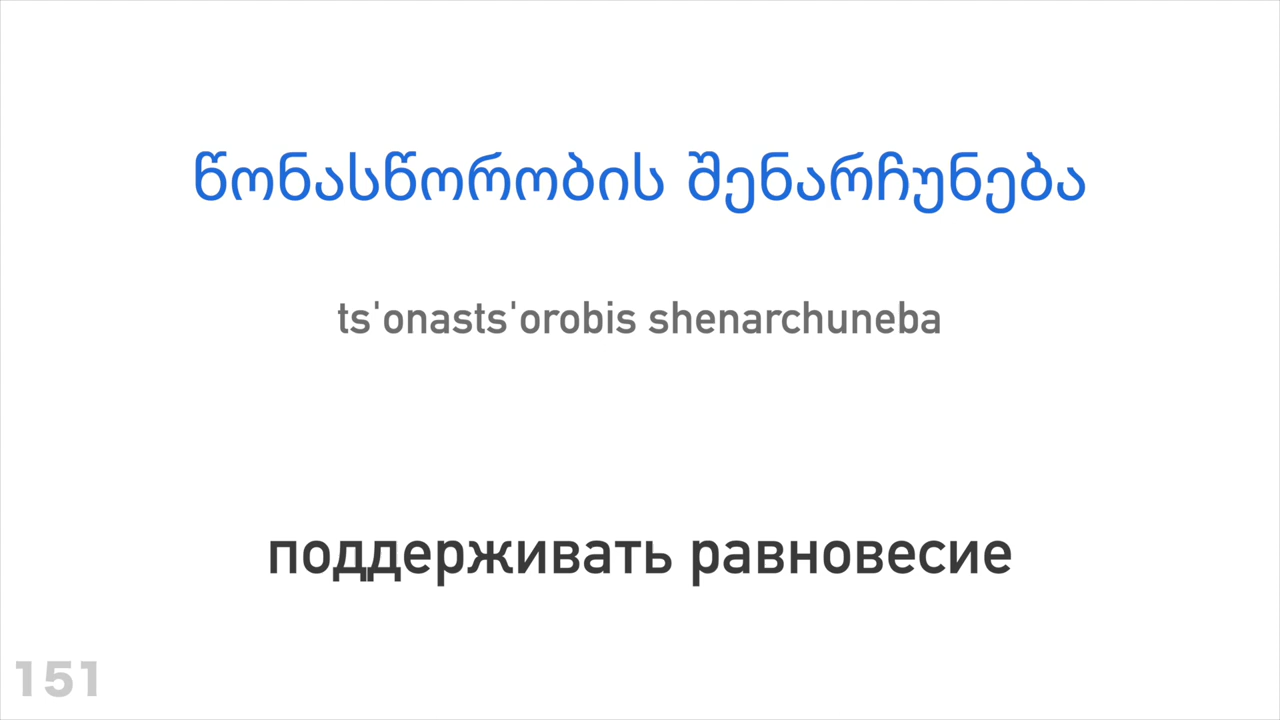 წონასწორობის შენარჩუნება
ts'onasts'orobis shenarchuneba
поддерживать равновесие
151